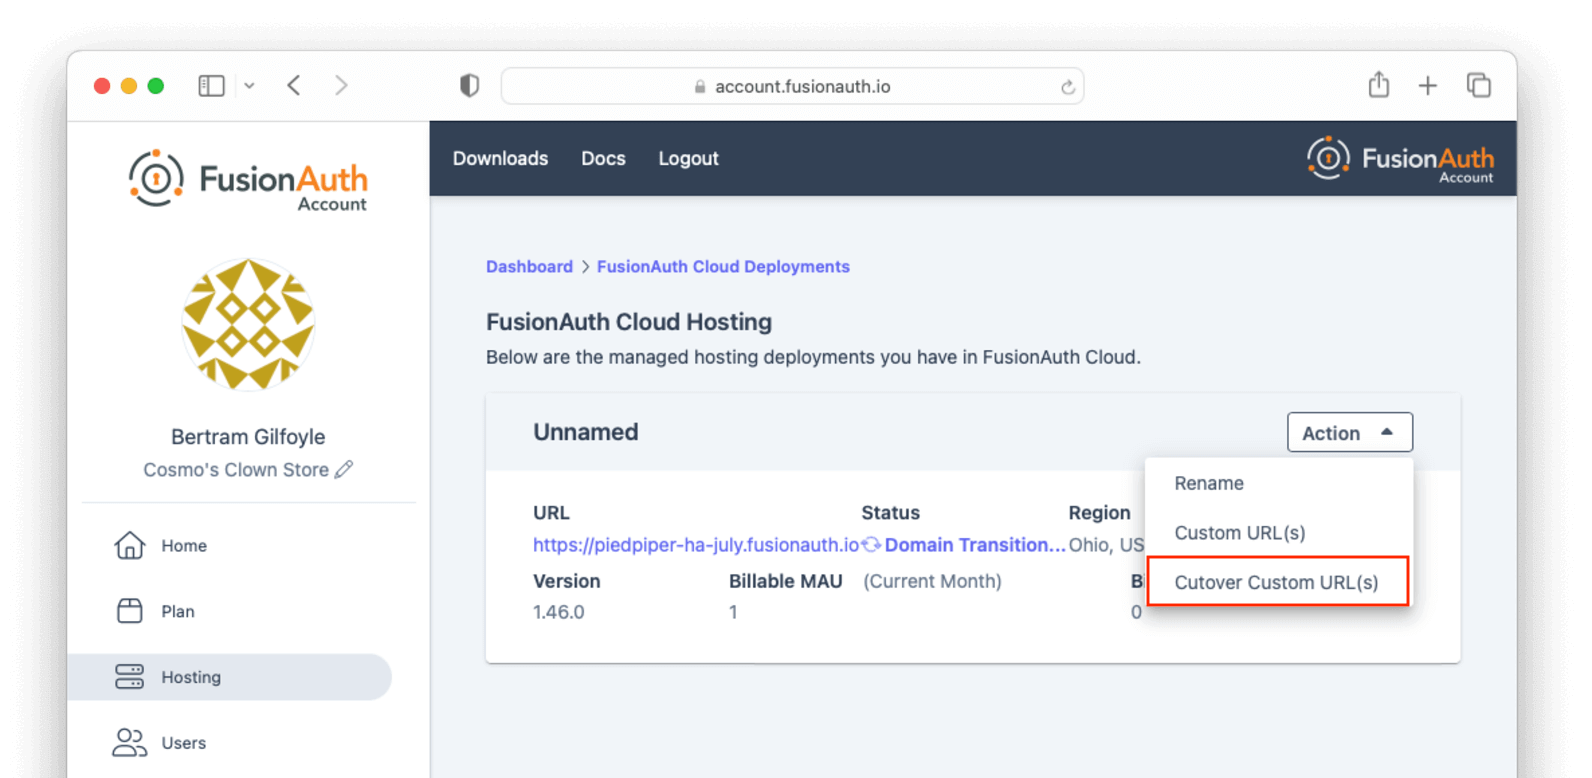 account.fusionauth.io
FusionAuth
Account
Downloads Docs Logout
FusionAuth
Account
Bertram Gilfoyle
Cosmo's Clown Store
Home
Plan
Hosting
Users
Dashboard > FusionAuth Cloud Deployments
FusionAuth Cloud Hosting
Below are the managed hosting deployments you have in FusionAuth Cloud.
Unnamed
Action
Rename
Custom URL(s)
Cutover Custom URL(s)
URL Status Region
https://piedpiper-ha-july.fusionauth.io Domain Transition... Ohio, US
Version Billable MAU (Current Month)
1.46.0 1 0